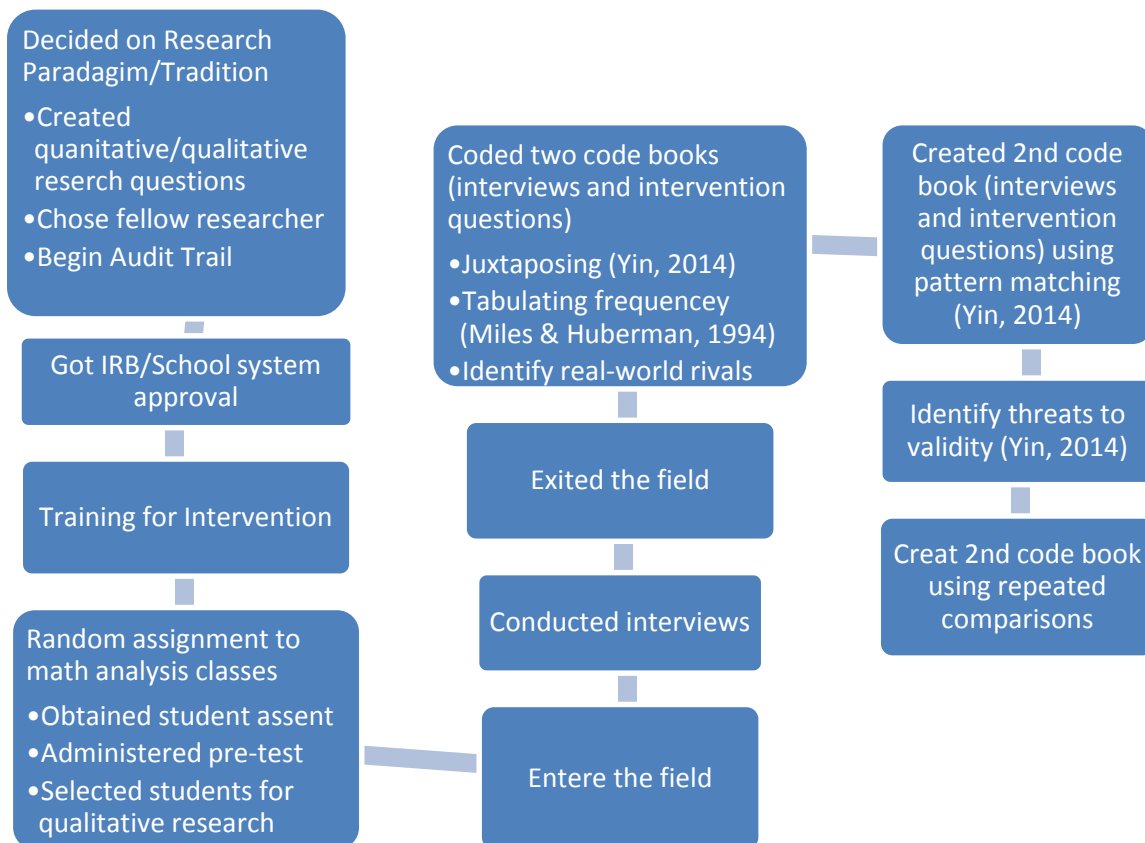 Decided on Research
Paradagim/Tradition
•Created
quanitative/qualitative
reserch questions
•Chose fellow researcher
•Begin Audit Trail
Got IRB/School system
approval
Training for Intervention
Random assignment to
math analysis classes
•Obtained student assent
•Administered pre-test
•Selected students for
qualitative research
Entere the field
Conducted interviews
Exited the field
Coded two code books
(interviews and intervention
questions)
•Juxtaposing (Yin, 2014)
•Tabulating frequencey
(Miles & Huberman, 1994)
•Identify real-world rivals
Created 2nd code
book (interviews
and intervention
questions) using
pattern matching
(Yin, 2014)
Identify threats to
validity (Yin, 2014)
Creat 2nd code book
using repeated
comparisons